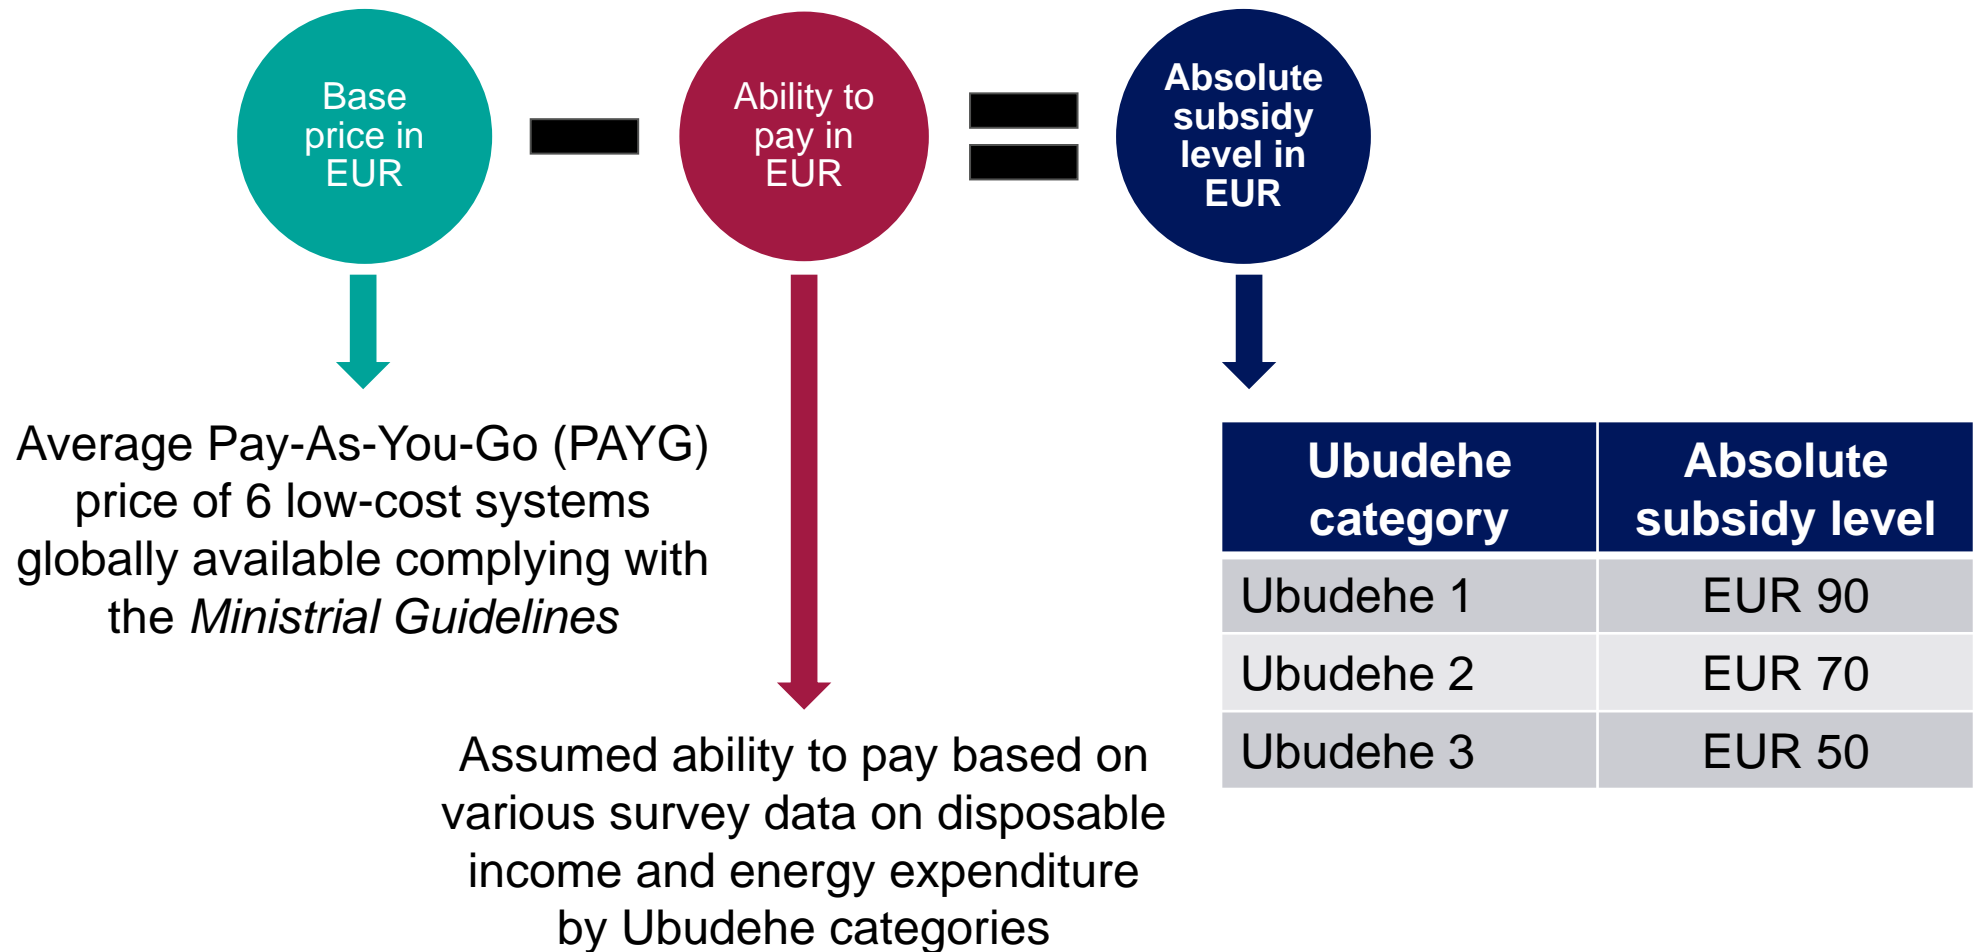 Base
price in
EUR
Ability to
pay in
EUR
Absolute
subsidy
level in
EUR
Average Pay-As-You-Go (PAYG)
price of 6 low-cost systems
globally available complying with
the Ministrial Guidelines
Assumed ability to pay based on
various survey data on disposable
income and energy expenditure
by Ubudehe categories
Ubudehe
category
Absolute
subsidy level
Ubudehe 1 EUR 90
Ubudehe 2 EUR 70
Ubudehe 3 EUR 50